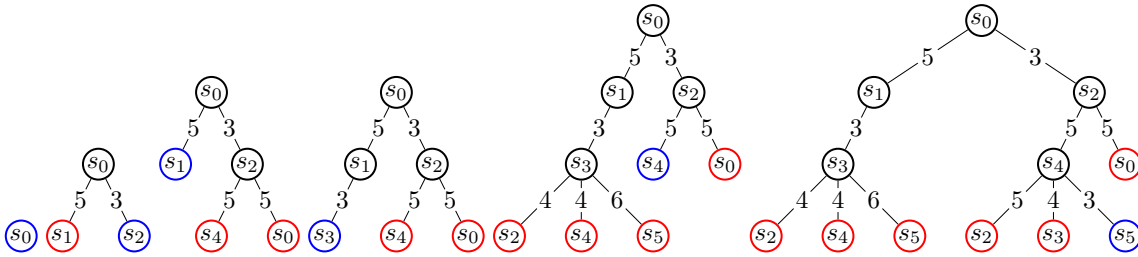 s₀ s₀
5 3 5 3
s₀ s₀ s₁ s₂ s₁ s₂
5 3 5 3 3 5 5 3 5 5
s₀ s₁ s₂ s₁ s₂ s₃ s₄ s₀ s₃ s₄ s₀
5 3 5 5 3 5 5 4 4 6 4 4 6 5 4 3
s₀ s₁ s₂ s₄ s₀ s₃ s₄ s₀ s₂ s₄ s₅ s₂ s₄ s₅ s₂ s₃ s₅